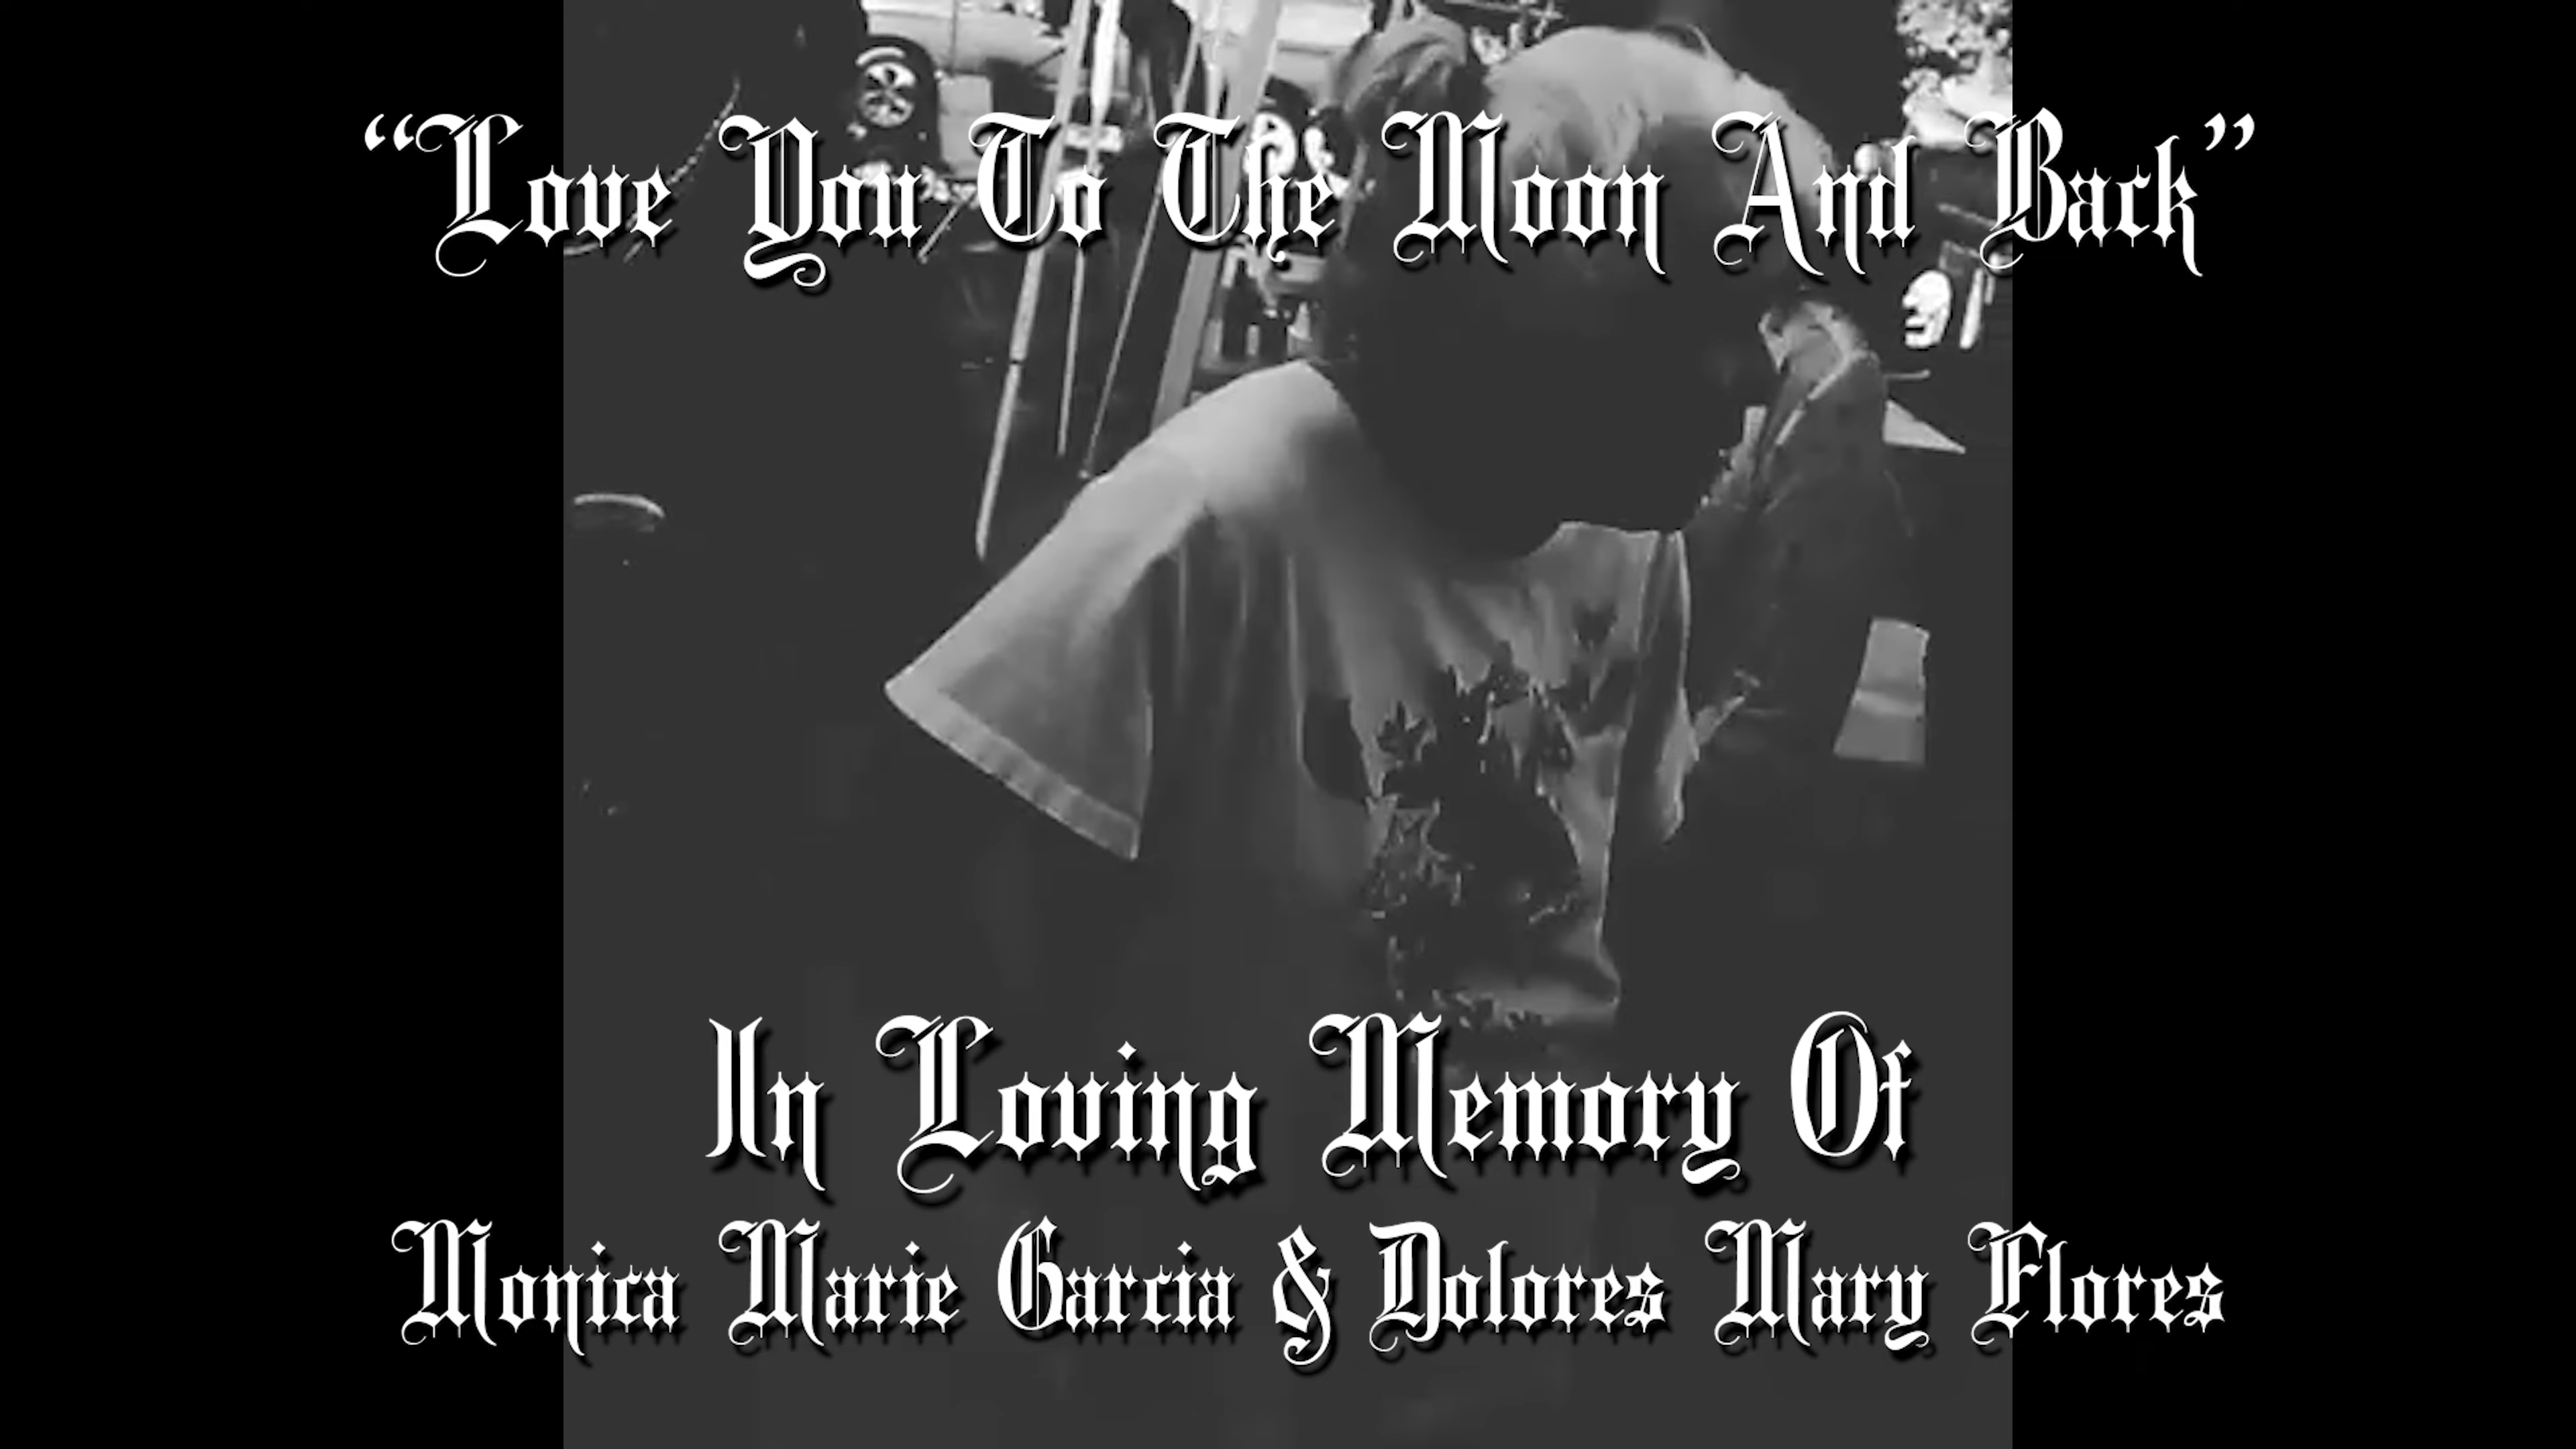 “Love You To The Moon And Back”
In Loving Memory Of
Monica Marie Garcia & Dolores Mary Flores